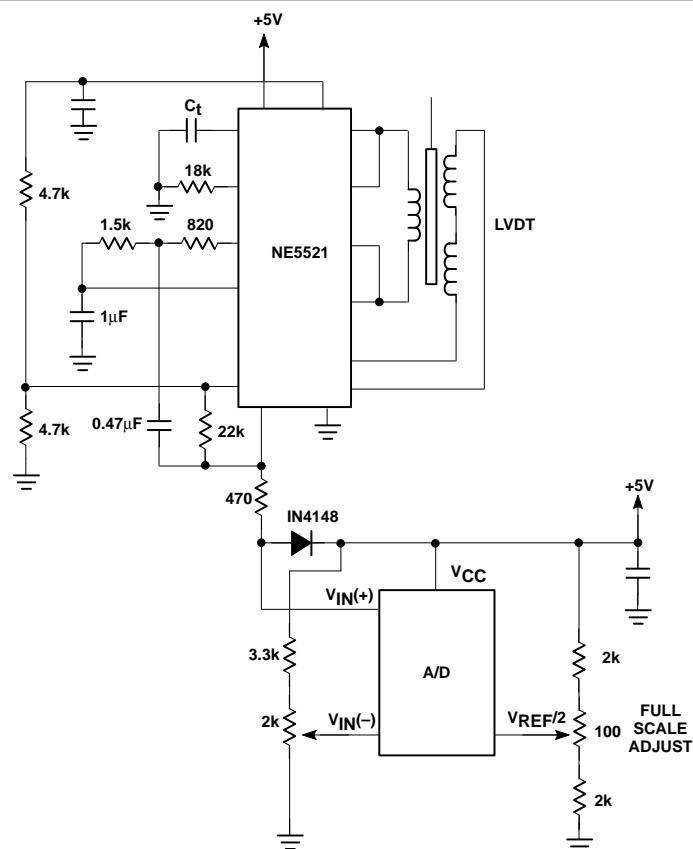 +5V
Ct
18k
4.7k
1.5k
820
NE5521
LVDT
1µF
4.7k
0.47µF
22k
470
+5V
IN4148
VCC
VIN(+)
3.3k
A/D
2k
2k
VIN(–)
VREF/2
100
FULL
SCALE
ADJUST
2k